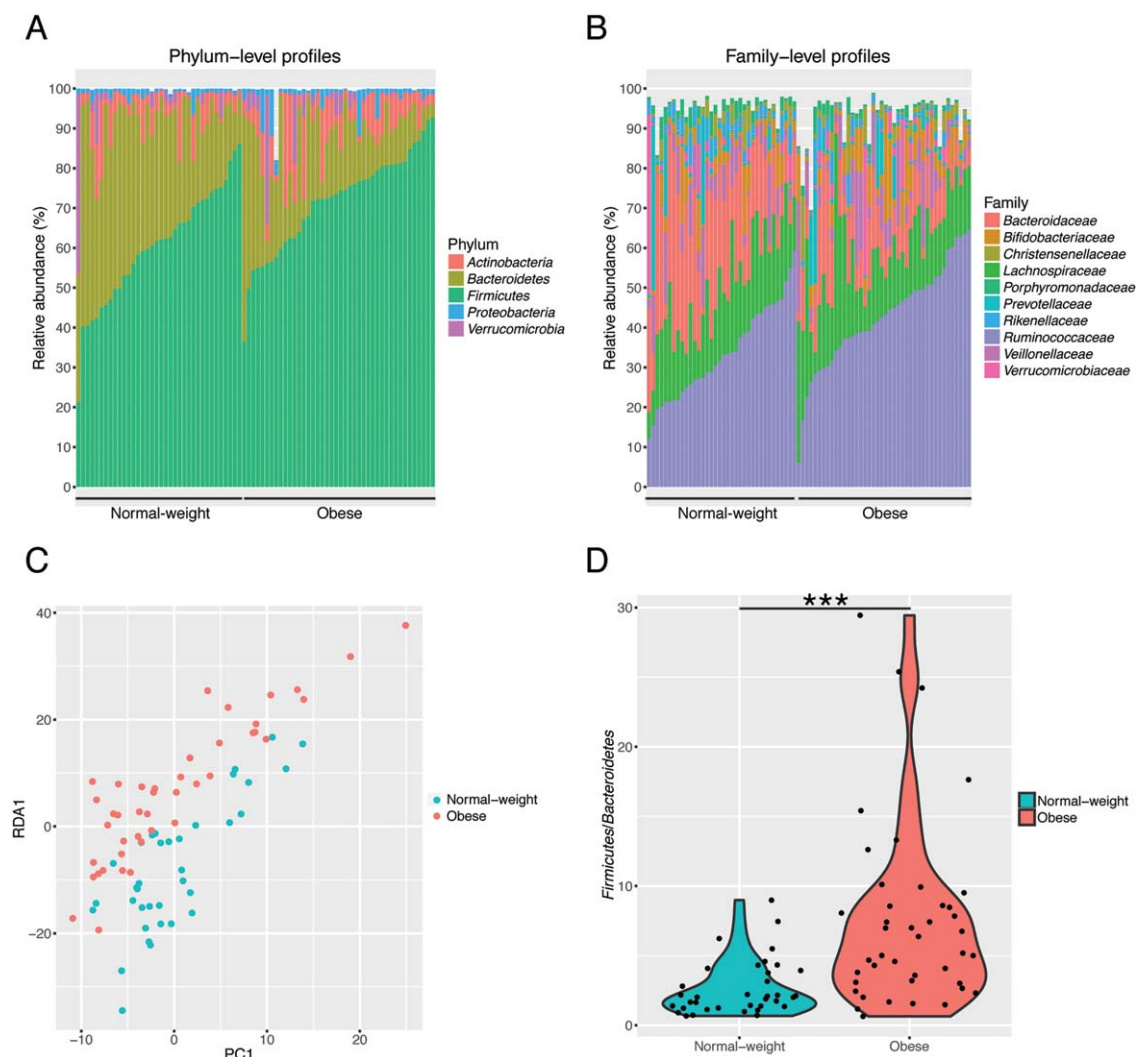 A
Phylum-level profiles
Relative abundance (%)
100
90
80
70
60
50
40
30
20
10
0
Normal-weight
Obese
Phylum
Actinobacteria
Bacteroidetes
Firmicutes
Proteobacteria
Verrucomicrobia
B
Family-level profiles
Relative abundance (%)
100
90
80
70
60
50
40
30
20
10
0
Normal-weight
Obese
Family
Bacteroidaceae
Bifidobacteriaceae
Christensenellaceae
Lachnospiraceae
Porphyromonadaceae
Prevotellaceae
Rikenellaceae
Ruminococcaceae
Veillonellaceae
Verrucomicrobiaceae
C
RDA1
40
20
0
−20
−10
0
10
20
PC1
Normal-weight
Obese
D
Firmicutes/Bacteroidetes
30
20
10
0
***
Normal-weight
Obese
Normal-weight
Obese